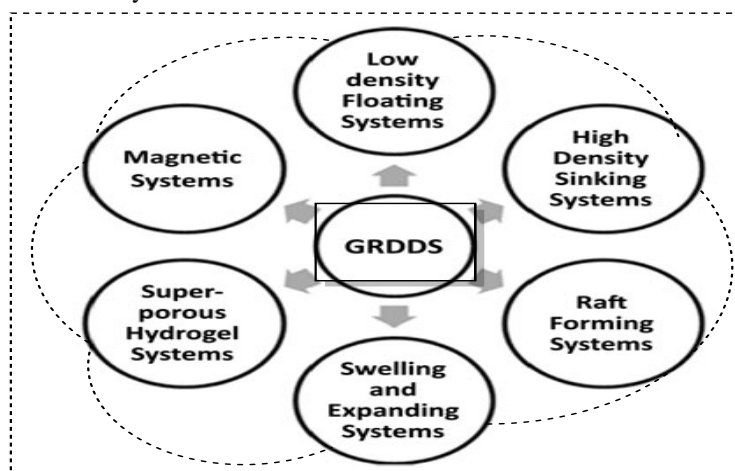 Low
density
Floating
Systems
High
Density
Sinking
Systems
Magnetic
Systems
GRDDS
Super-
porous
Hydrogel
Systems
Raft
Forming
Systems
Swelling
and
Expanding
Systems